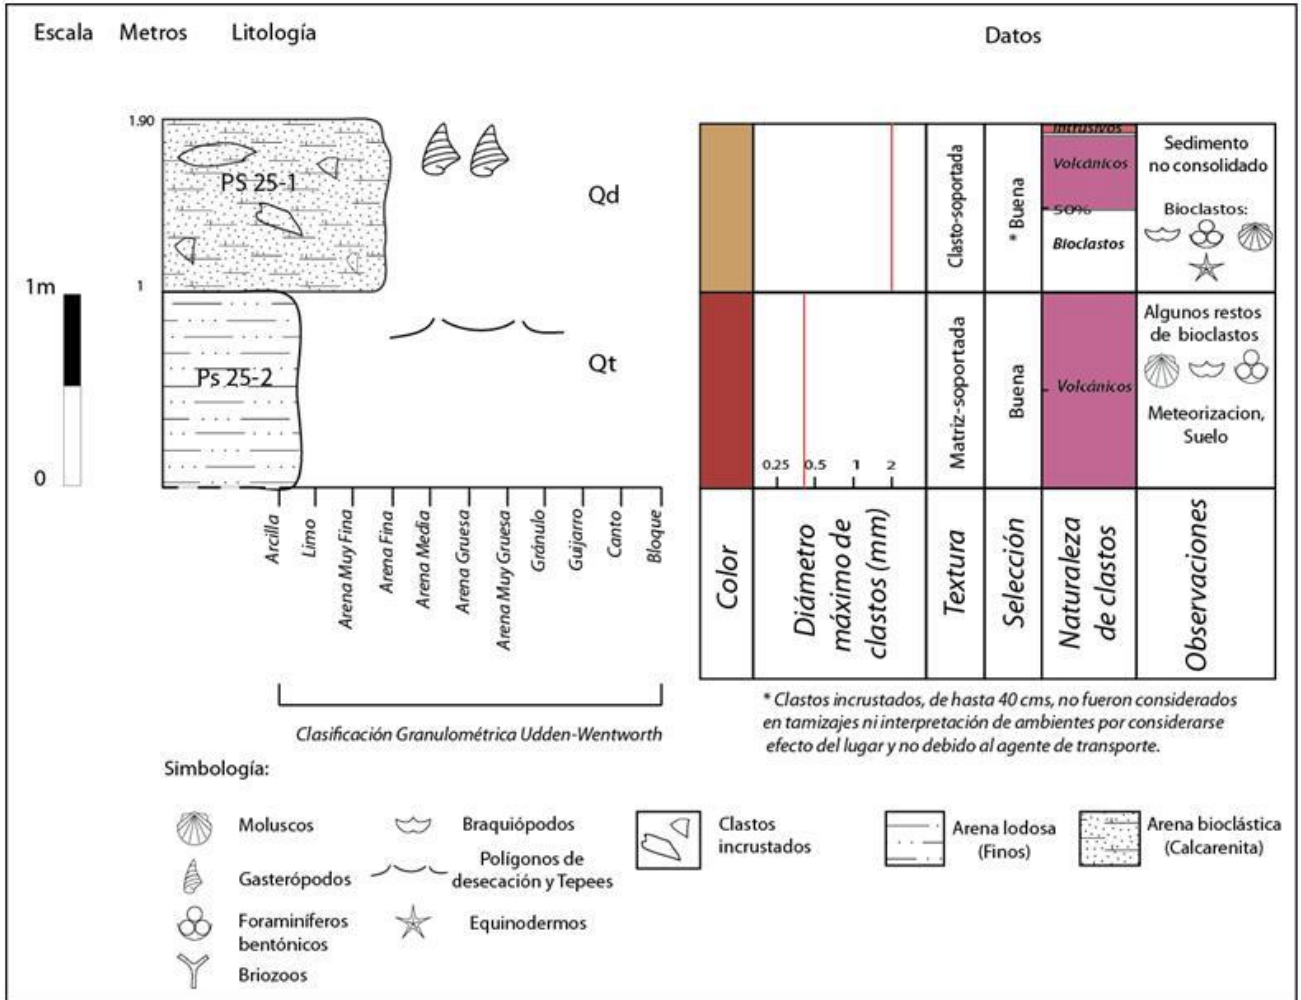 Escala Metros Litología
Datos
1.90
PS 25-1
Qd
1m
1
Ps 25-2
Qt
0
Arcilla
Limo
Arena Muy Fina
Arena Fina
Arena Media
Arena Gruesa
Arena Muy Gruesa
Gránulo
Guijarro
Canto
Bloque
Clasificación Granulométrica Udden-Wentworth
Clasto-soportada
* Buena
Intrusivos
Volcánicos
50%
Bioclastos
Sedimento
no consolidado
Bioclastos:
0.25 0.5 1 2
Matriz-soportada
Buena
Volcánicos
Algunos restos
de bioclastos
Meteorizacion,
Suelo
Color
Diámetro
máximo de
clastos (mm)
Textura
Selección
Naturaleza
de clastos
Observaciones
* Clastos incrustados, de hasta 40 cms, no fueron considerados
en tamizajes ni interpretación de ambientes por considerarse
efecto del lugar y no debido al agente de transporte.
Simbología:
Moluscos
Gasterópodos
Foraminíferos
bentónicos
Briozoos
Braquiópodos
Polígonos de
desecación y Tepees
Equinodermos
Clastos
incrustados
Arena lodosa
(Finos)
Arena bioclástica
(Calcarenita)